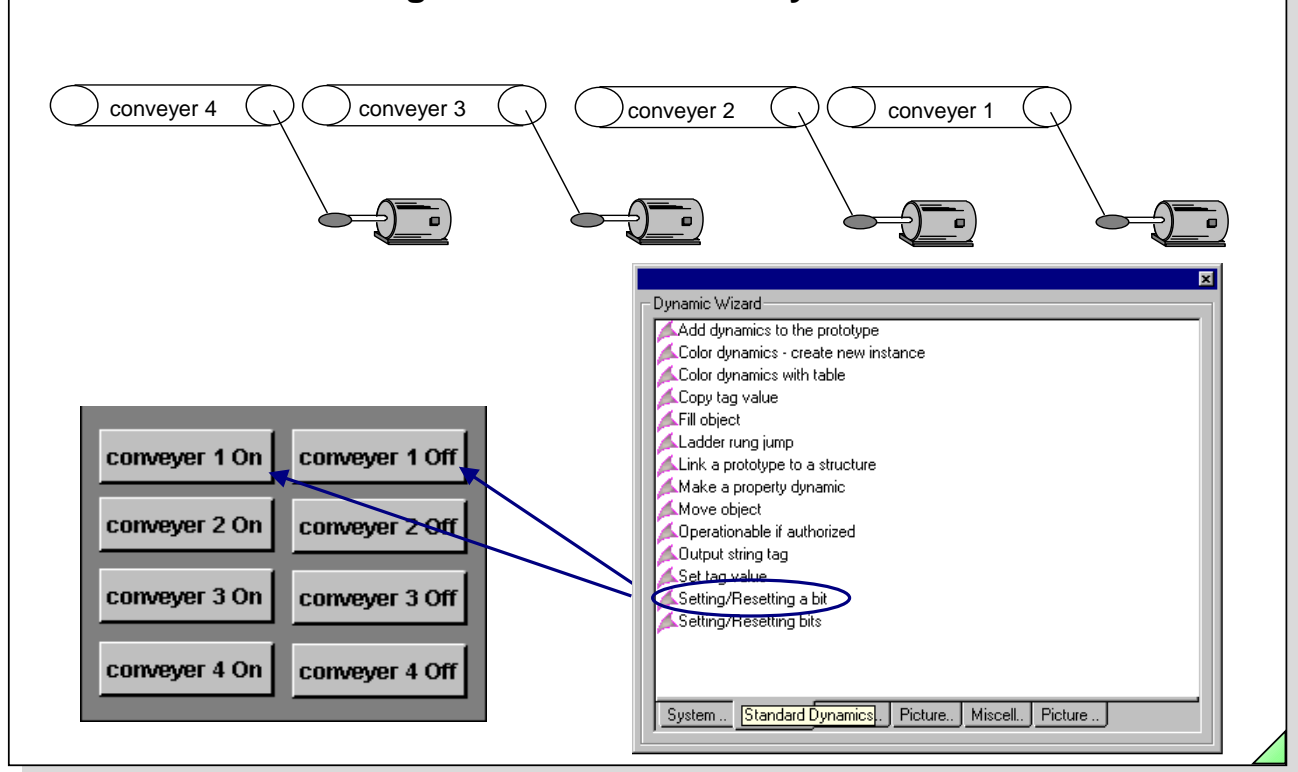 conveyer 4 conveyer 3 conveyer 2 conveyer 1
Dynamic Wizard
Add dynamics to the prototype
Color dynamics - create new instance
Color dynamics with table
Copy tag value
Fill object
Ladder rung jump
Link a prototype to a structure
Make a property dynamic
Move object
Operationable if authorized
Output string tag
Set tag value
Setting/Resetting a bit
Setting/Resetting bits
System .. Standard Dynamics.. Picture.. Miscell.. Picture ..
conveyer 1 On conveyer 1 Off
conveyer 2 On conveyer 2 Off
conveyer 3 On conveyer 3 Off
conveyer 4 On conveyer 4 Off